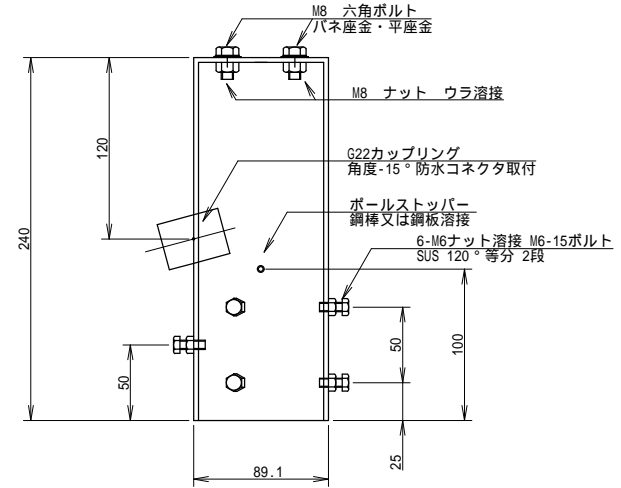 M8 六角ボルト
バネ座金・平座金
M8 ナット ウラ溶接
120
G22カップリング
角度-15°防水コネクタ取付
ポールストッパー
鋼棒又は鋼板溶接
240
6-M6ナット溶接 M6-15ボルト
SUS 120°等分 2段
50
100
50
25
89.1